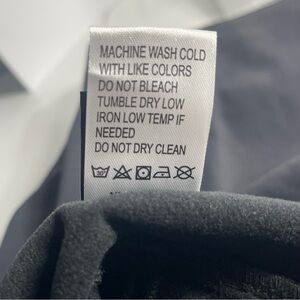 MACHINE WASH COLD
WITH LIKE COLORS
DO NOT BLEACH
TUMBLE DRY LOW
IRON LOW TEMP IF
NEEDED
DO NOT DRY CLEAN